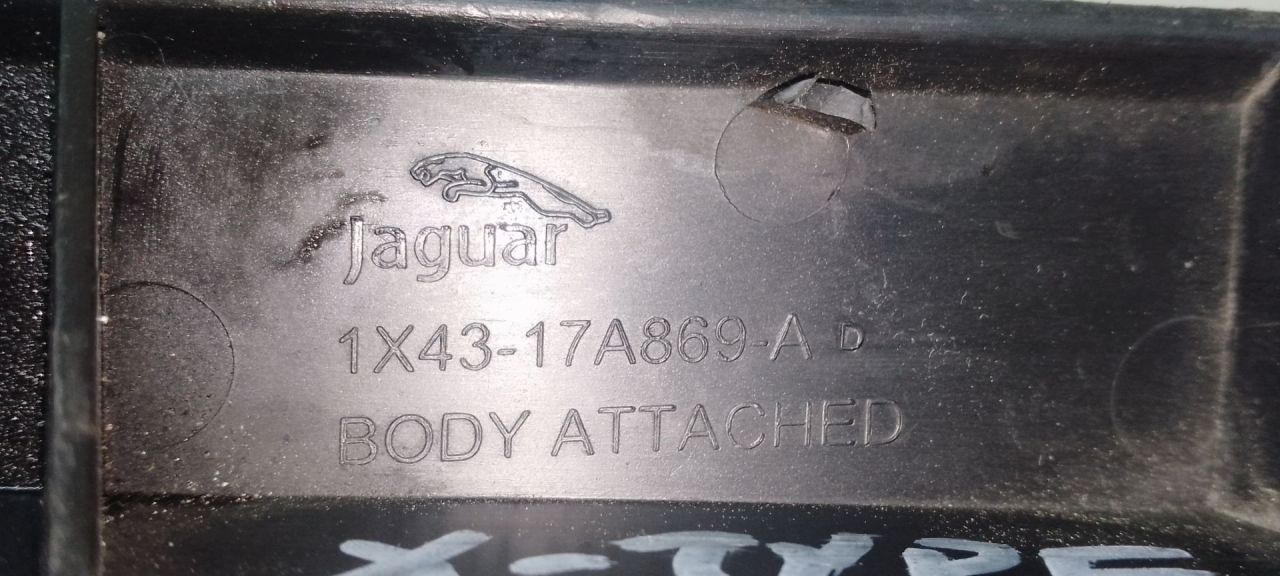 Jaguar
1X43-17A869-A D
BODY ATTACHED
X-TYPE